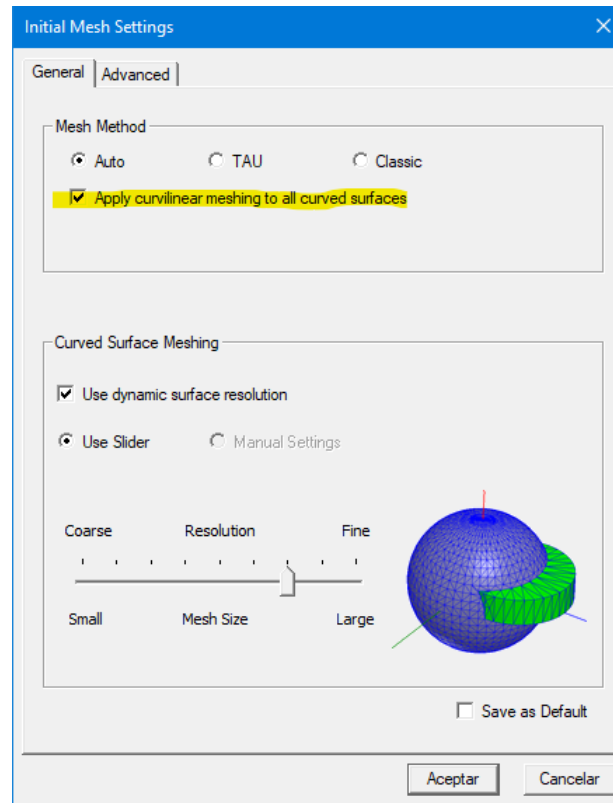 Initial Mesh Settings
General Advanced
Mesh Method
Auto TAU Classic
Apply curvilinear meshing to all curved surfaces
Curved Surface Meshing
Use dynamic surface resolution
Use Slider Manual Settings
Coarse Resolution Fine
Small Mesh Size Large
Save as Default
Aceptar Cancelar